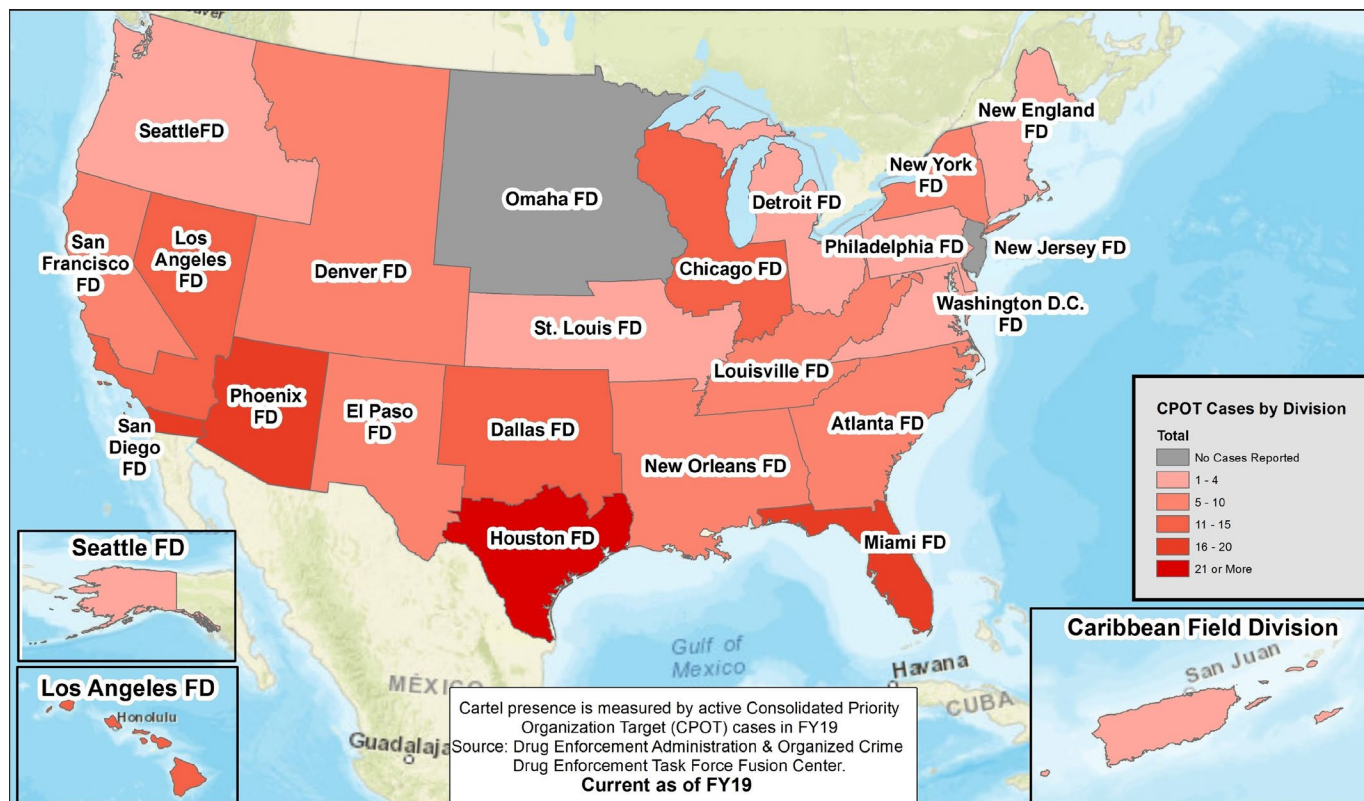 SeattleFD
San
Francisco
FD
Los
Angeles
FD
Denver FD
Omaha FD
Chicago FD
Detroit FD
New England
FD
New York
FD
Philadelphia FD
New Jersey FD
Washington D.C.
FD
St. Louis FD
Louisville FD
San
Diego
FD
Phoenix
FD
El Paso
FD
Dallas FD
New Orleans FD
Atlanta FD
Houston FD
Miami FD
CPOT Cases by Division
Total
No Cases Reported
1 - 4
5 - 10
11 - 15
16 - 20
21 or More
Seattle FD
Los Angeles FD
Honolulu
MÉXICO
Guadalaja
Gulf of
Mexico
Havana
CUBA
Caribbean Field Division
San Juan
Cartel presence is measured by active Consolidated Priority
Organization Target (CPOT) cases in FY19
Source: Drug Enforcement Administration & Organized Crime
Drug Enforcement Task Force Fusion Center.
Current as of FY19